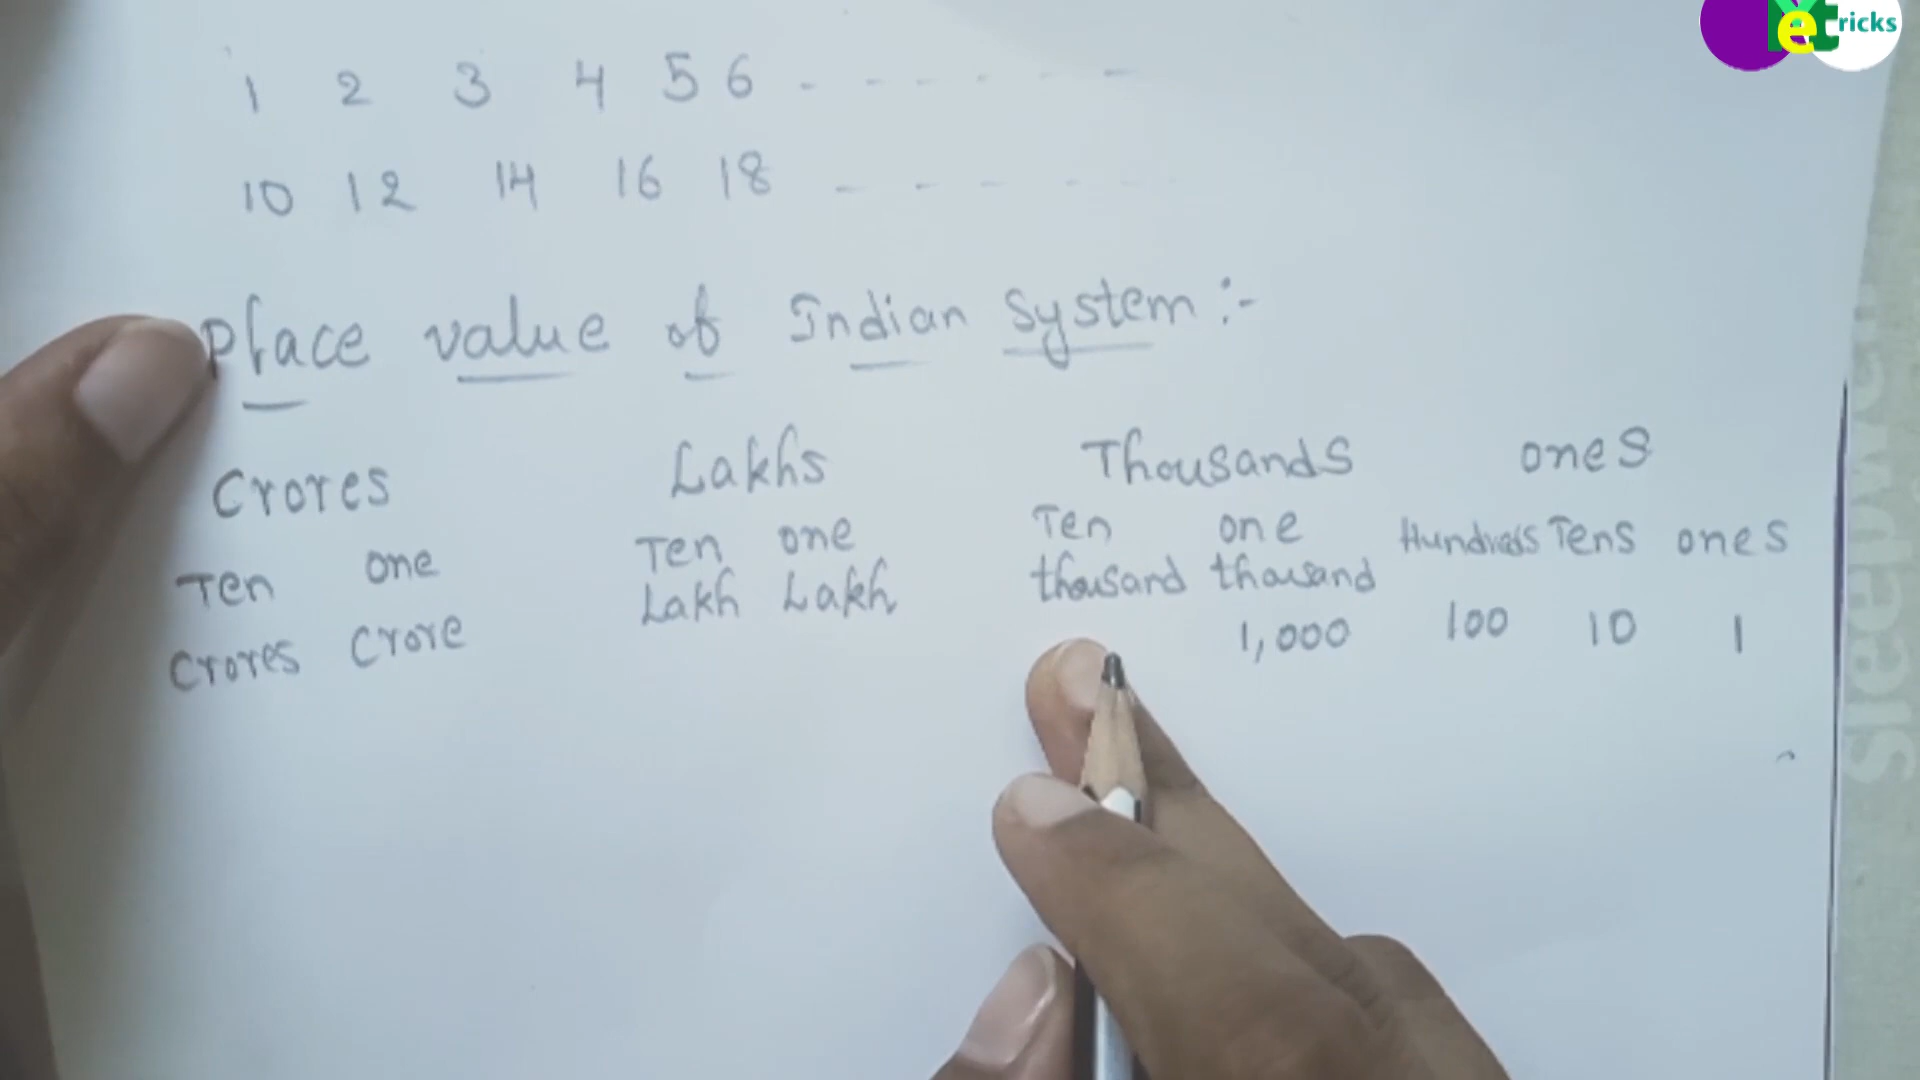 etricks
1 2 3 4 5 6 - - - - - -
10 12 14 16 18 - - - - -
Place value of Indian System :-
Crores Lakhs Thousands ones
Ten one Ten one Ten one Hundreds Tens ones
Crores Crore Lakh Lakh thousand thousand
1,000 100 10 1